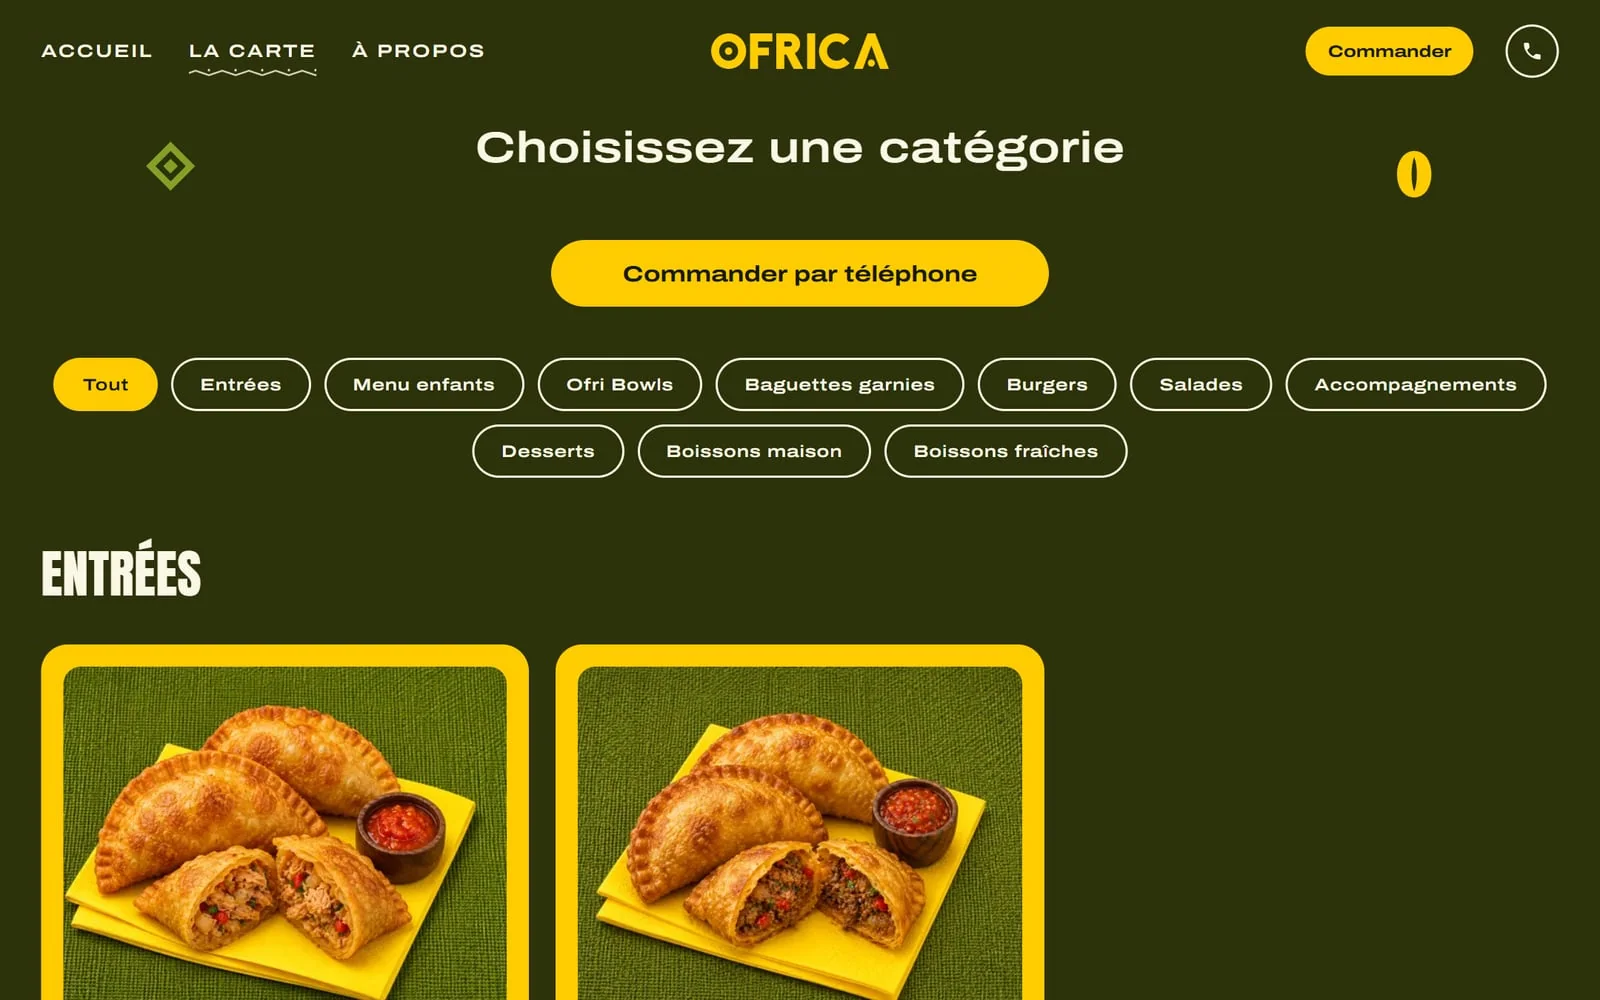 ACCUEIL LA CARTE À PROPOS OFRICA Commander
Choisissez une catégorie
Commander par téléphone
Tout Entrées Menu enfants Ofri Bowls Baguettes garnies Burgers Salades Accompagnements
Desserts Boissons maison Boissons fraîches
ENTRÉES